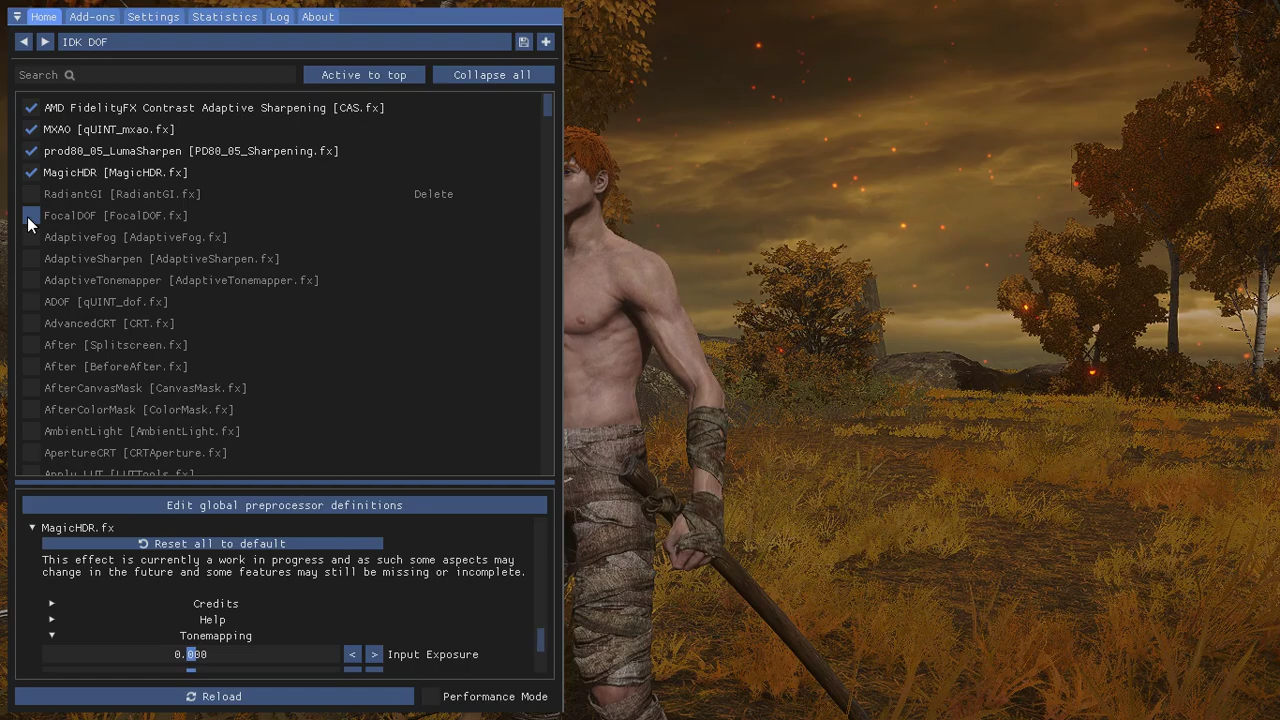 Home Add-ons Settings Statistics Log About
IDK DOF
Search Active to top Collapse all
AMD FidelityFX Contrast Adaptive Sharpening [CAS.fx]
MXAO [qUINT_mxao.fx]
prod80_05_LumaSharpen [PD80_05_Sharpening.fx]
MagicHDR [MagicHDR.fx]
RadiantGI [RadiantGI.fx] Delete
FocalDOF [FocalDOF.fx]
AdaptiveFog [AdaptiveFog.fx]
AdaptiveSharpen [AdaptiveSharpen.fx]
AdaptiveTonemapper [AdaptiveTonemapper.fx]
ADOF [qUINT_dof.fx]
AdvancedCRT [CRT.fx]
After [Splitscreen.fx]
After [BeforeAfter.fx]
AfterCanvasMask [CanvasMask.fx]
AfterColorMask [ColorMask.fx]
AmbientLight [AmbientLight.fx]
ApertureCRT [CRTAperture.fx]
Apply LUT [LUTTools.fx]
Edit global preprocessor definitions
MagicHDR.fx
Reset all to default
This effect is currently a work in progress and as such some aspects may
change in the future and some features may still be missing or incomplete.
Credits
Help
Tonemapping
0.000 < > Input Exposure
Reload Performance Mode